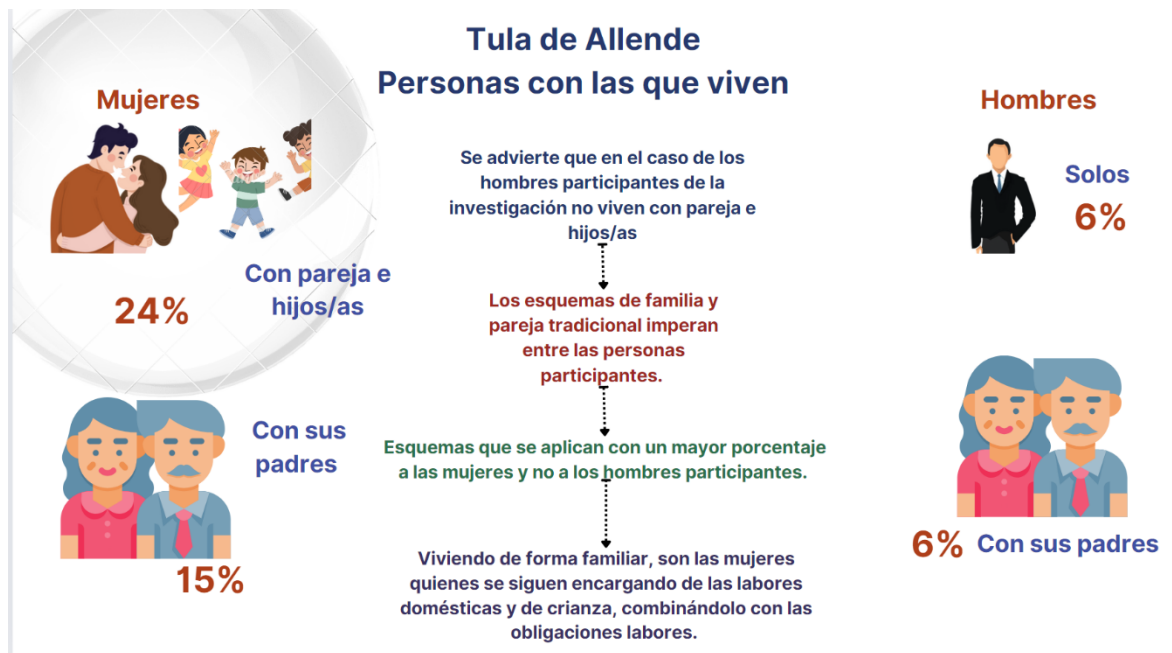 Tula de Allende
Personas con las que viven
Mujeres
Con pareja e
hijos/as
24%
Con sus
padres
15%
Se advierte que en el caso de los
hombres participantes de la
investigación no viven con pareja e
hijos/as
Los esquemas de familia y
pareja tradicional imperan
entre las personas
participantes.
Esquemas que se aplican con un mayor porcentaje
a las mujeres y no a los hombres participantes.
Viviendo de forma familiar, son las mujeres
quienes se siguen encargando de las labores
domésticas y de crianza, combinándolo con las
obligaciones labores.
Hombres
Solos
6%
6% Con sus padres